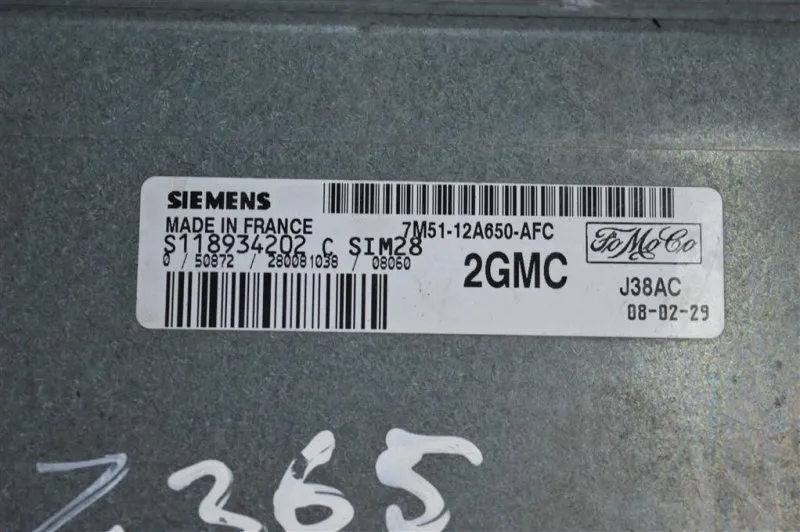 SIEMENS
MADE IN FRANCE
7M51-12A650-AFC
FoMoCo
S118934202 C SIM28
0 / 50872 / 280081038 / 08060
2GMC
J38AC
08-02-29
7365